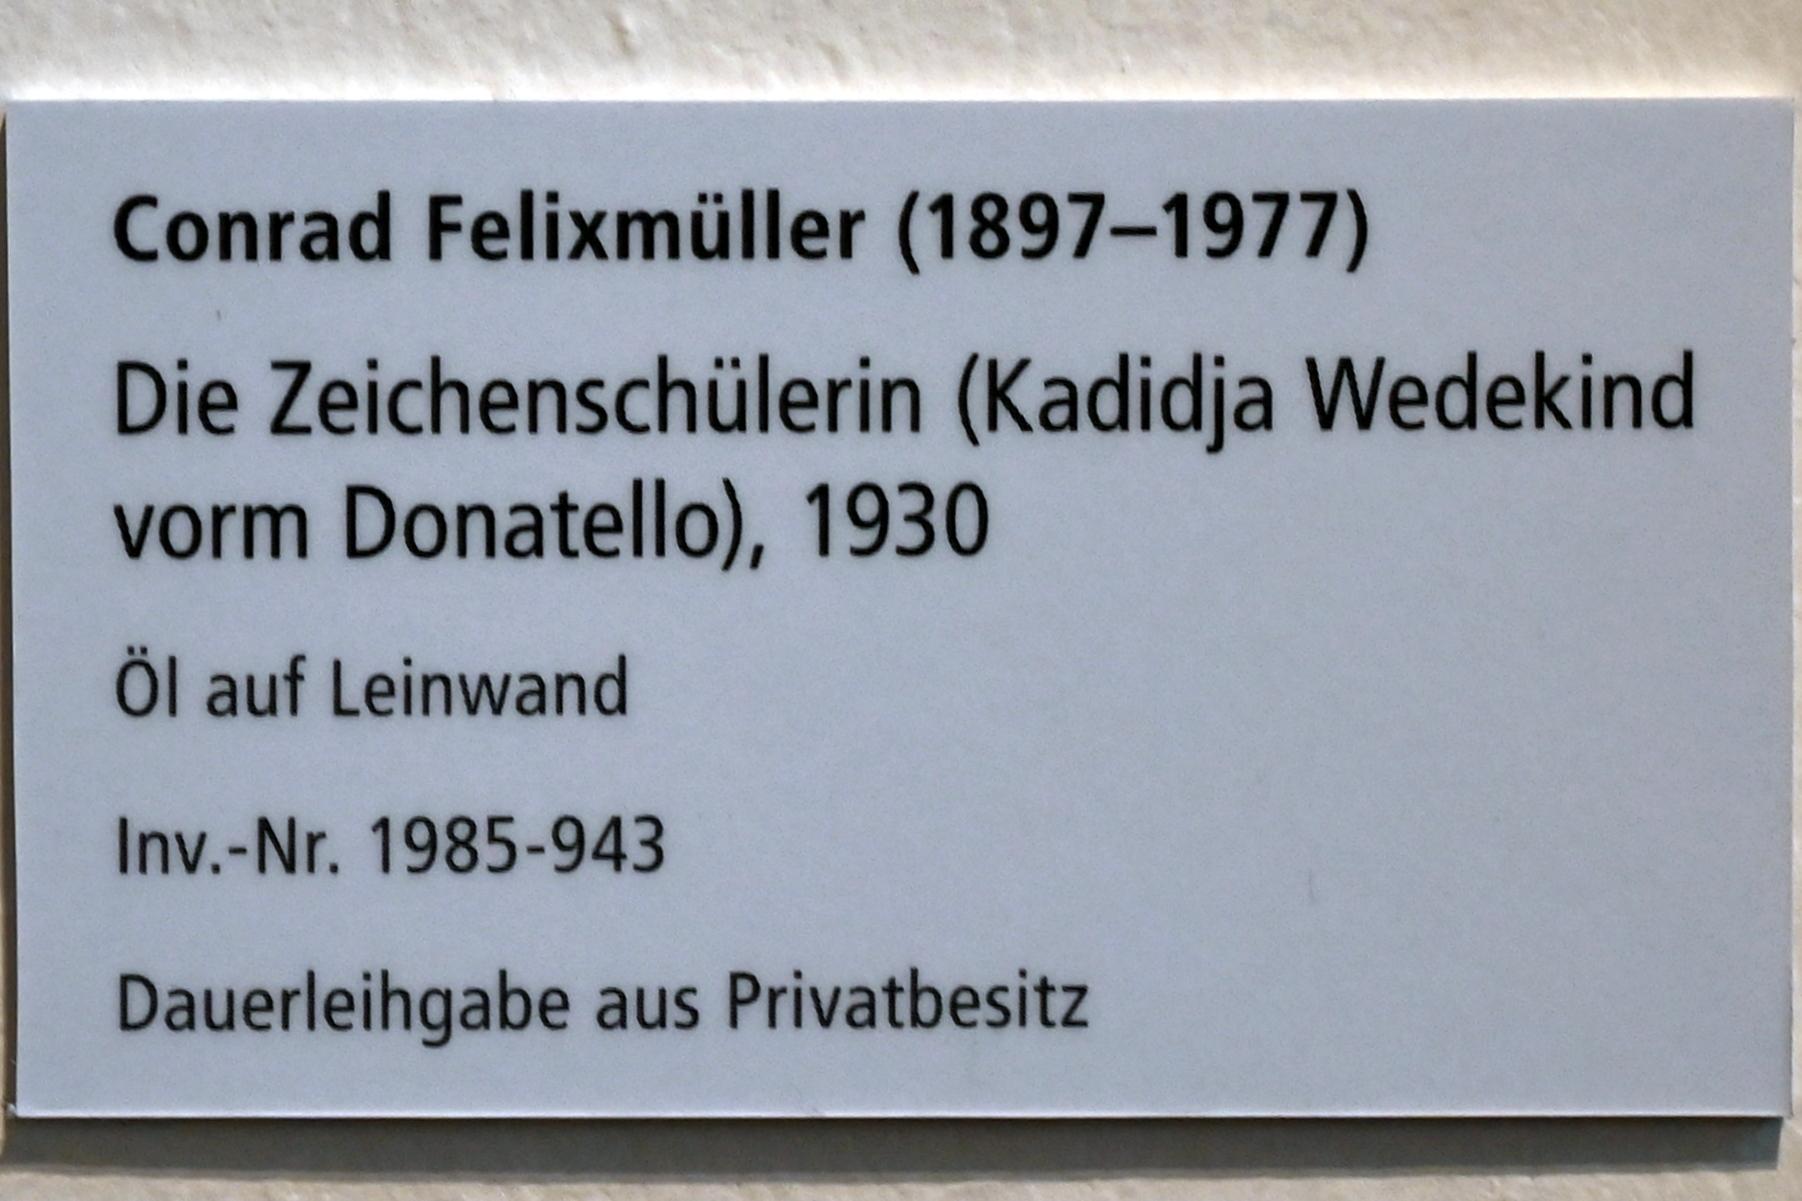 Conrad Felixmüller (1897–1977)
Die Zeichenschülerin (Kadidja Wedekind
vorm Donatello), 1930
Öl auf Leinwand
Inv.-Nr. 1985-943
Dauerleihgabe aus Privatbesitz